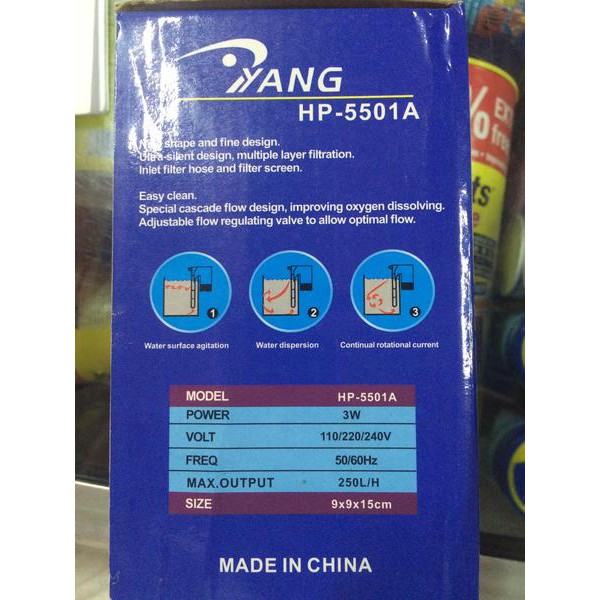 YANG
HP-5501A
shape and fine design.
Ultra-silent design, multiple layer filtration.
Inlet filter hose and filter screen.
Easy clean.
Special cascade flow design, improving oxygen dissolving.
Adjustable flow regulating valve to allow optimal flow.
1
2
3
Water surface agitation
Water dispersion
Continual rotational current
MODEL HP-5501A
POWER 3W
VOLT 110/220/240V
FREQ 50/60Hz
MAX.OUTPUT 250L/H
SIZE 9x9x15cm
MADE IN CHINA
%
free